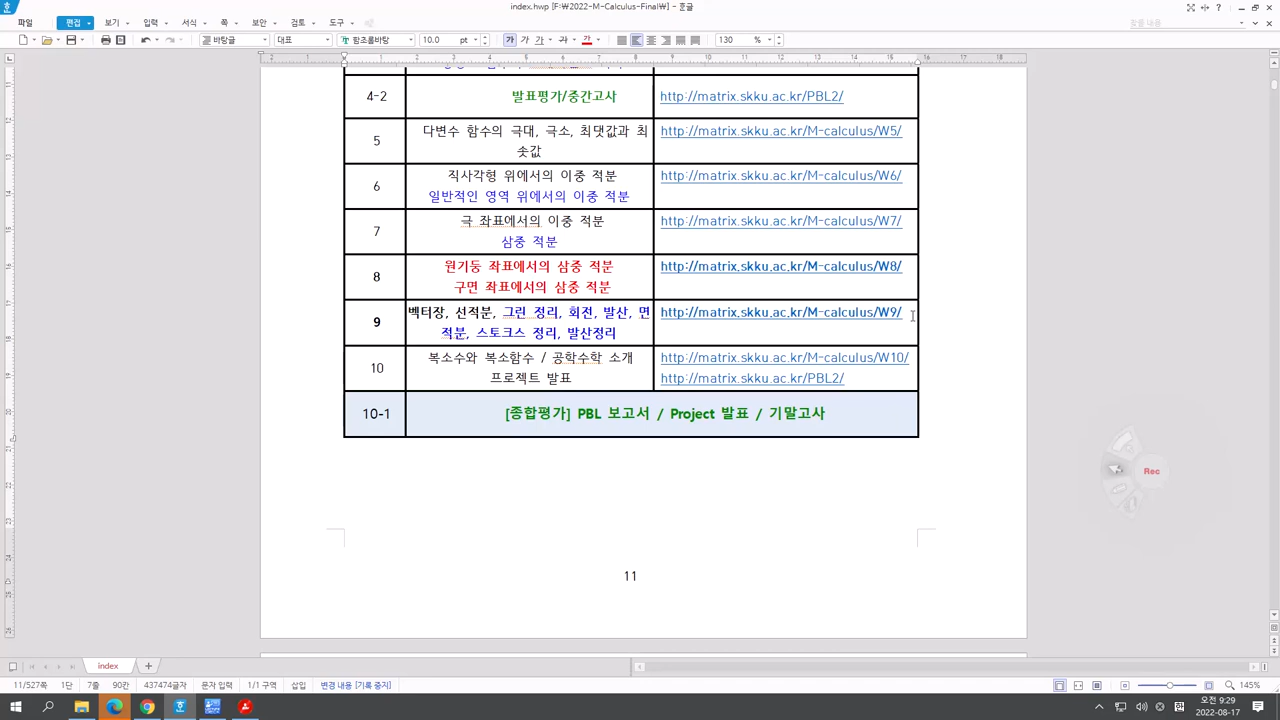 index.hwp [F:\2022-M-Calculus-Final\] - 훈글
파일 편집 보기 입력 서식 쪽 보안 검토 도구
찾을 내용
바탕글 대표 함초롬바탕 10.0 pt 가 가 가 가 가 가 130 %
4-2 발표평가/중간고사 http://matrix.skku.ac.kr/PBL2/
5 다변수 함수의 극대, 극소, 최댓값과 최
솟값 http://matrix.skku.ac.kr/M-calculus/W5/
6 직사각형 위에서의 이중 적분 http://matrix.skku.ac.kr/M-calculus/W6/
일반적인 영역 위에서의 이중 적분
7 극 좌표에서의 이중 적분 http://matrix.skku.ac.kr/M-calculus/W7/
삼중 적분
8 원기둥 좌표에서의 삼중 적분 http://matrix.skku.ac.kr/M-calculus/W8/
구면 좌표에서의 삼중 적분
9 벡터장, 선적분, 그린 정리, 회전, 발산, 면 http://matrix.skku.ac.kr/M-calculus/W9/
적분, 스토크스 정리, 발산정리
10 복소수와 복소함수 / 공학수학 소개 http://matrix.skku.ac.kr/M-calculus/W10/
프로젝트 발표 http://matrix.skku.ac.kr/PBL2/
10-1 [종합평가] PBL 보고서 / Project 발표 / 기말고사
Rec
11
index
11/527쪽 1단 7줄 90칸 437474글자 문자 입력 1/1 구역 삽입 변경 내용 [기록 중지] 145%
오전 9:29
2022-08-17